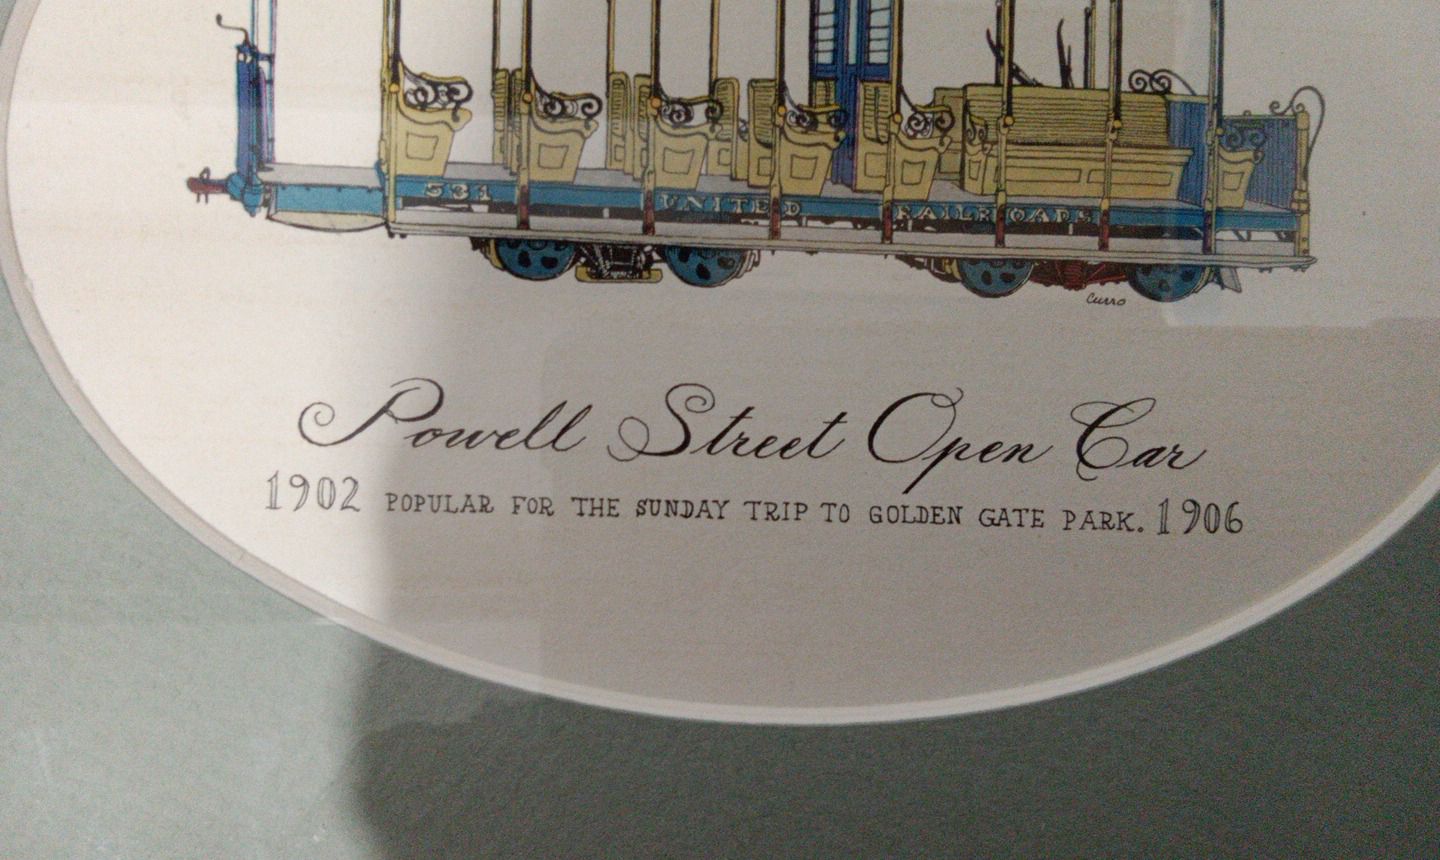 531 UNITED RAILROADS
Curro
Powell Street Open Car
1902 POPULAR FOR THE SUNDAY TRIP TO GOLDEN GATE PARK. 1906